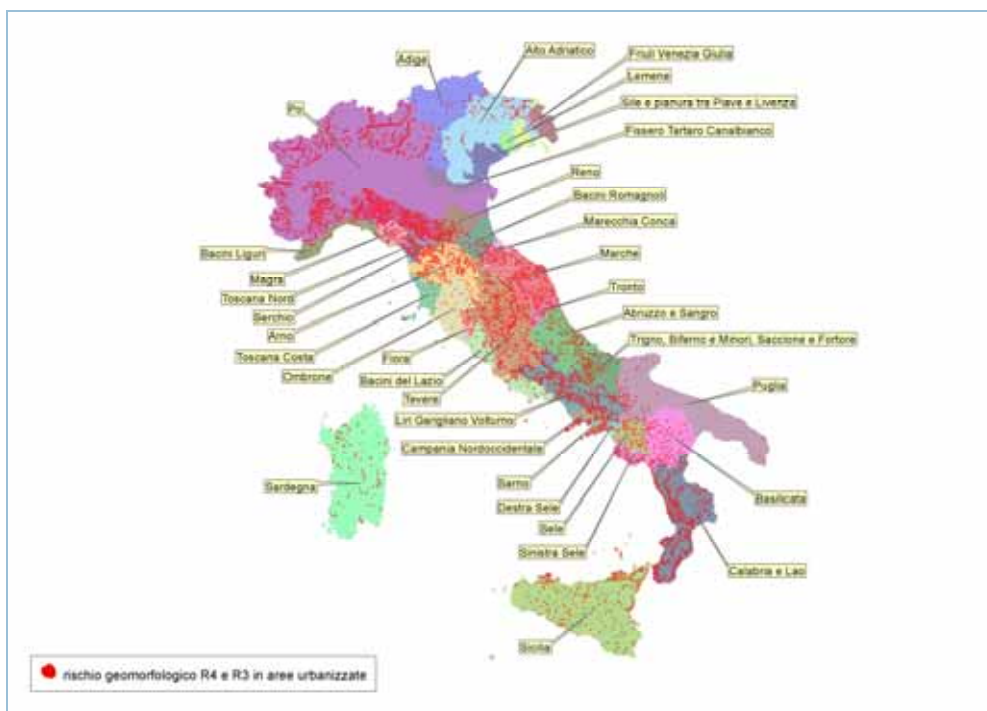 Alto Adriatico
Friuli Venezia Giulia
Adige
Lemene
Po
Sile e pianura tra Piave e Livenza
Fissero Tartaro Canalbianco
Reno
Bacini Romagnoli
Marecchia Conca
Bacini Liguri
Marche
Magra
Toscana Nord
Tronto
Serchio
Abruzzo e Sangro
Arno
Trigno, Biferno e Minori, Saccione e Fortore
Toscana Costa
Fiora
Ombrone
Bacini del Lazio
Puglia
Tevere
Liri Garigliano Volturno
Campania Nordoccidentale
Sardegna
Sarno
Basilicata
Destra Sele
Sele
Sinistra Sele
Calabria e Lao
Sicilia
rischio geomorfologico R4 e R3 in aree urbanizzate